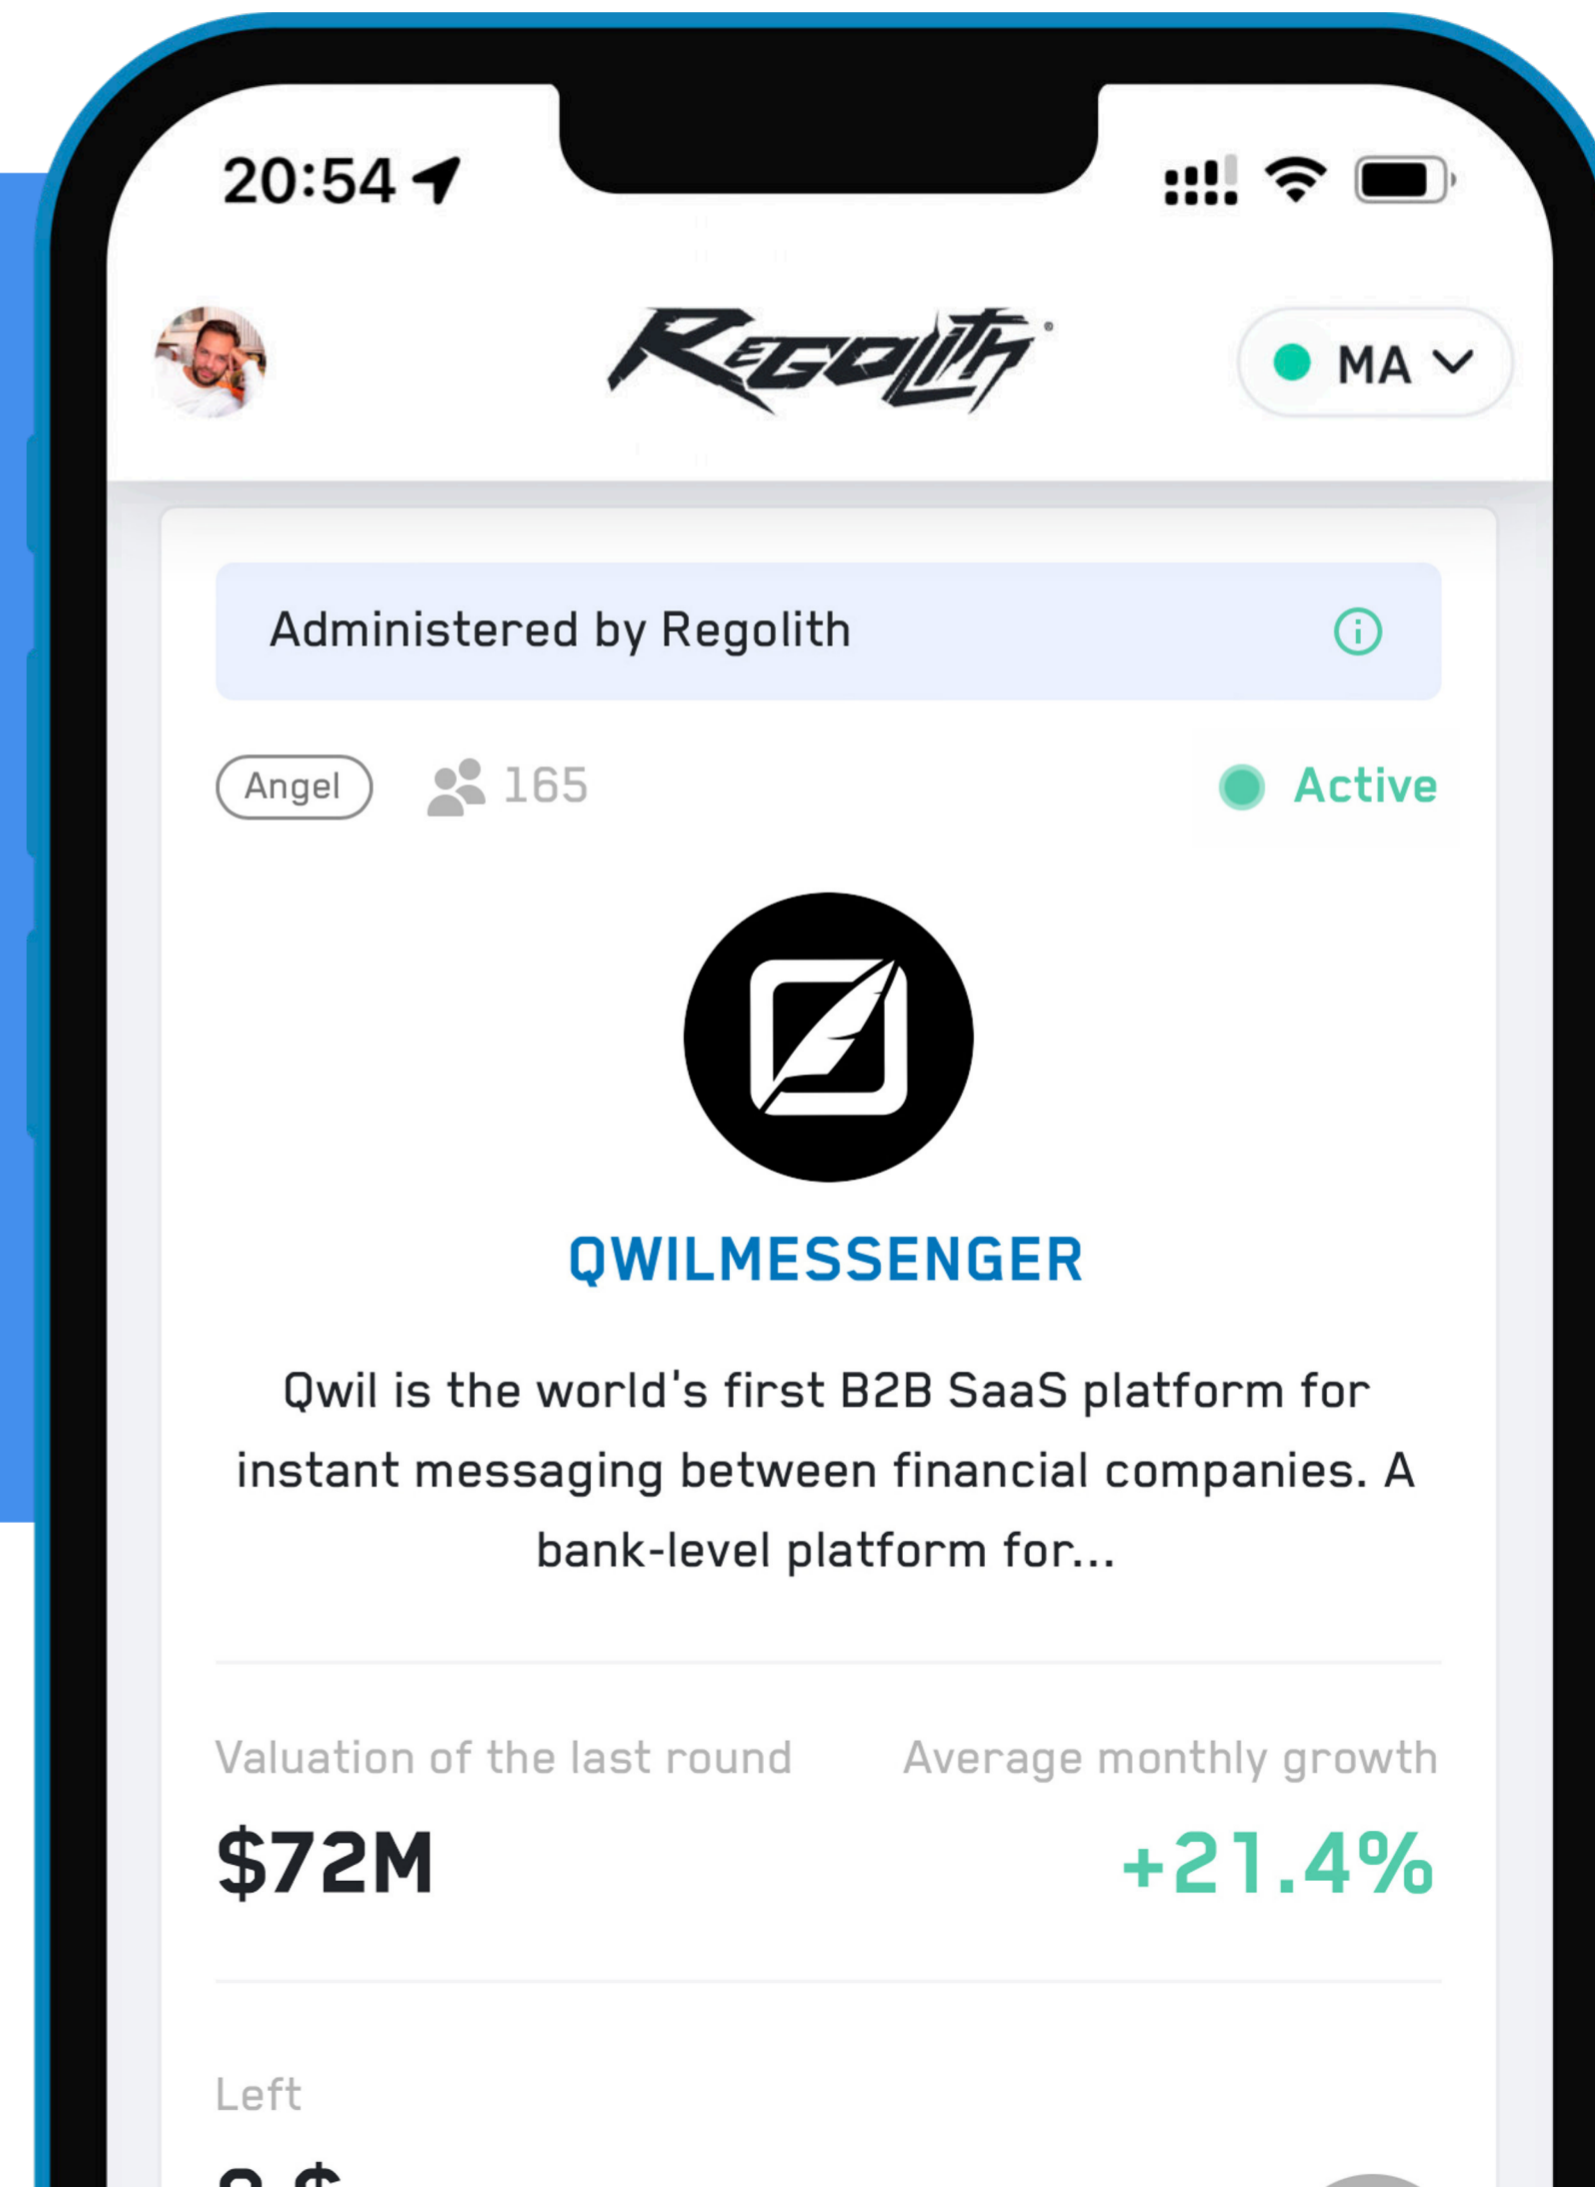 20:54
REGOLITH
MA
Administered by Regolith
Angel 165 Active
QWILMESSENGER
Qwil is the world's first B2B SaaS platform for
instant messaging between financial companies. A
bank-level platform for...
Valuation of the last round Average monthly growth
$72M +21.4%
Left